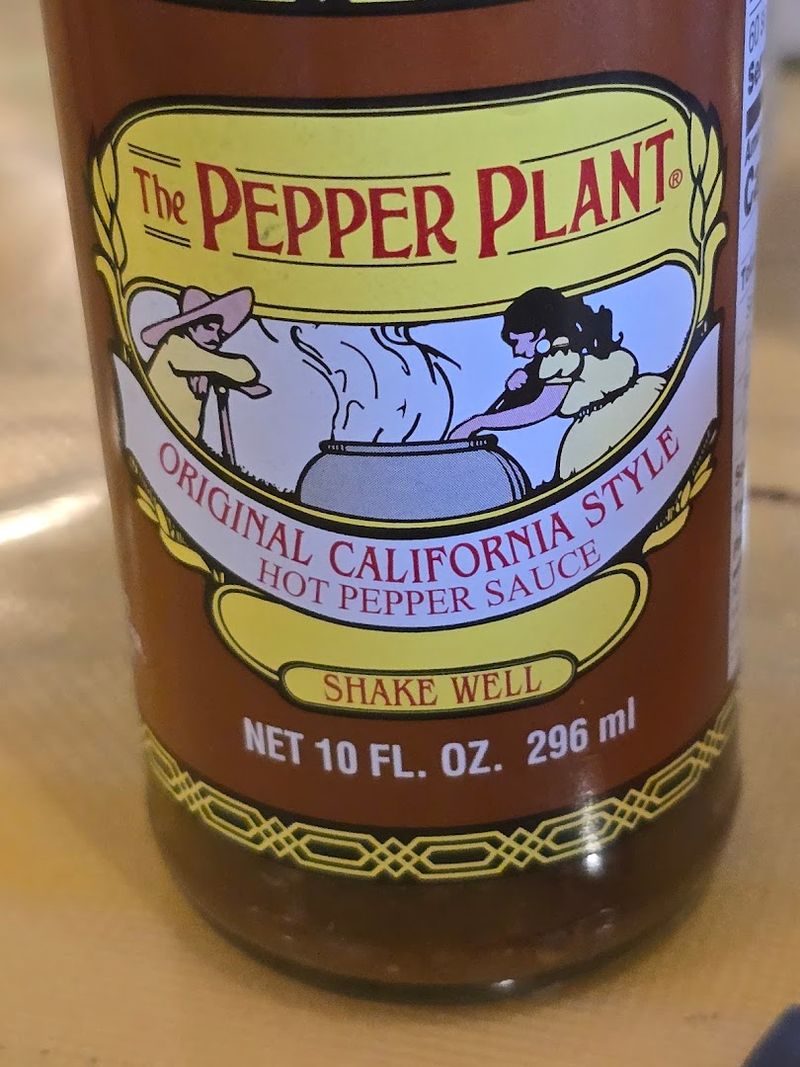 The PEPPER PLANT®
ORIGINAL CALIFORNIA STYLE
HOT PEPPER SAUCE
SHAKE WELL
NET 10 FL. OZ. 296 ml